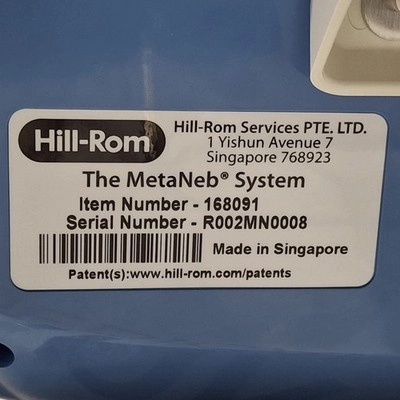 Hill-Rom
Hill-Rom Services PTE. LTD.
1 Yishun Avenue 7
Singapore 768923
The MetaNeb® System
Item Number - 168091
Serial Number - R002MN0008
Made in Singapore
Patent(s):www.hill-rom.com/patents